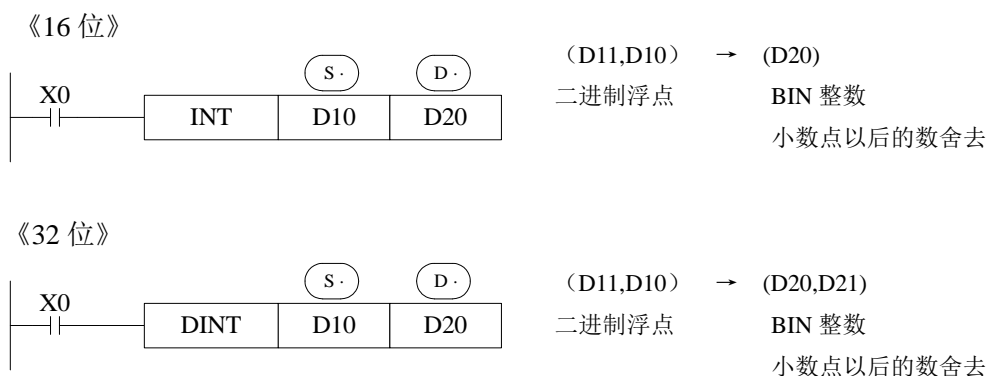 《16 位》
S · D · （D11,D10） → (D20)
X0 INT D10 D20 二进制浮点 BIN 整数
小数点以后的数舍去
《32 位》
S · D · （D11,D10） → (D20,D21)
X0 DINT D10 D20 二进制浮点 BIN 整数
小数点以后的数舍去